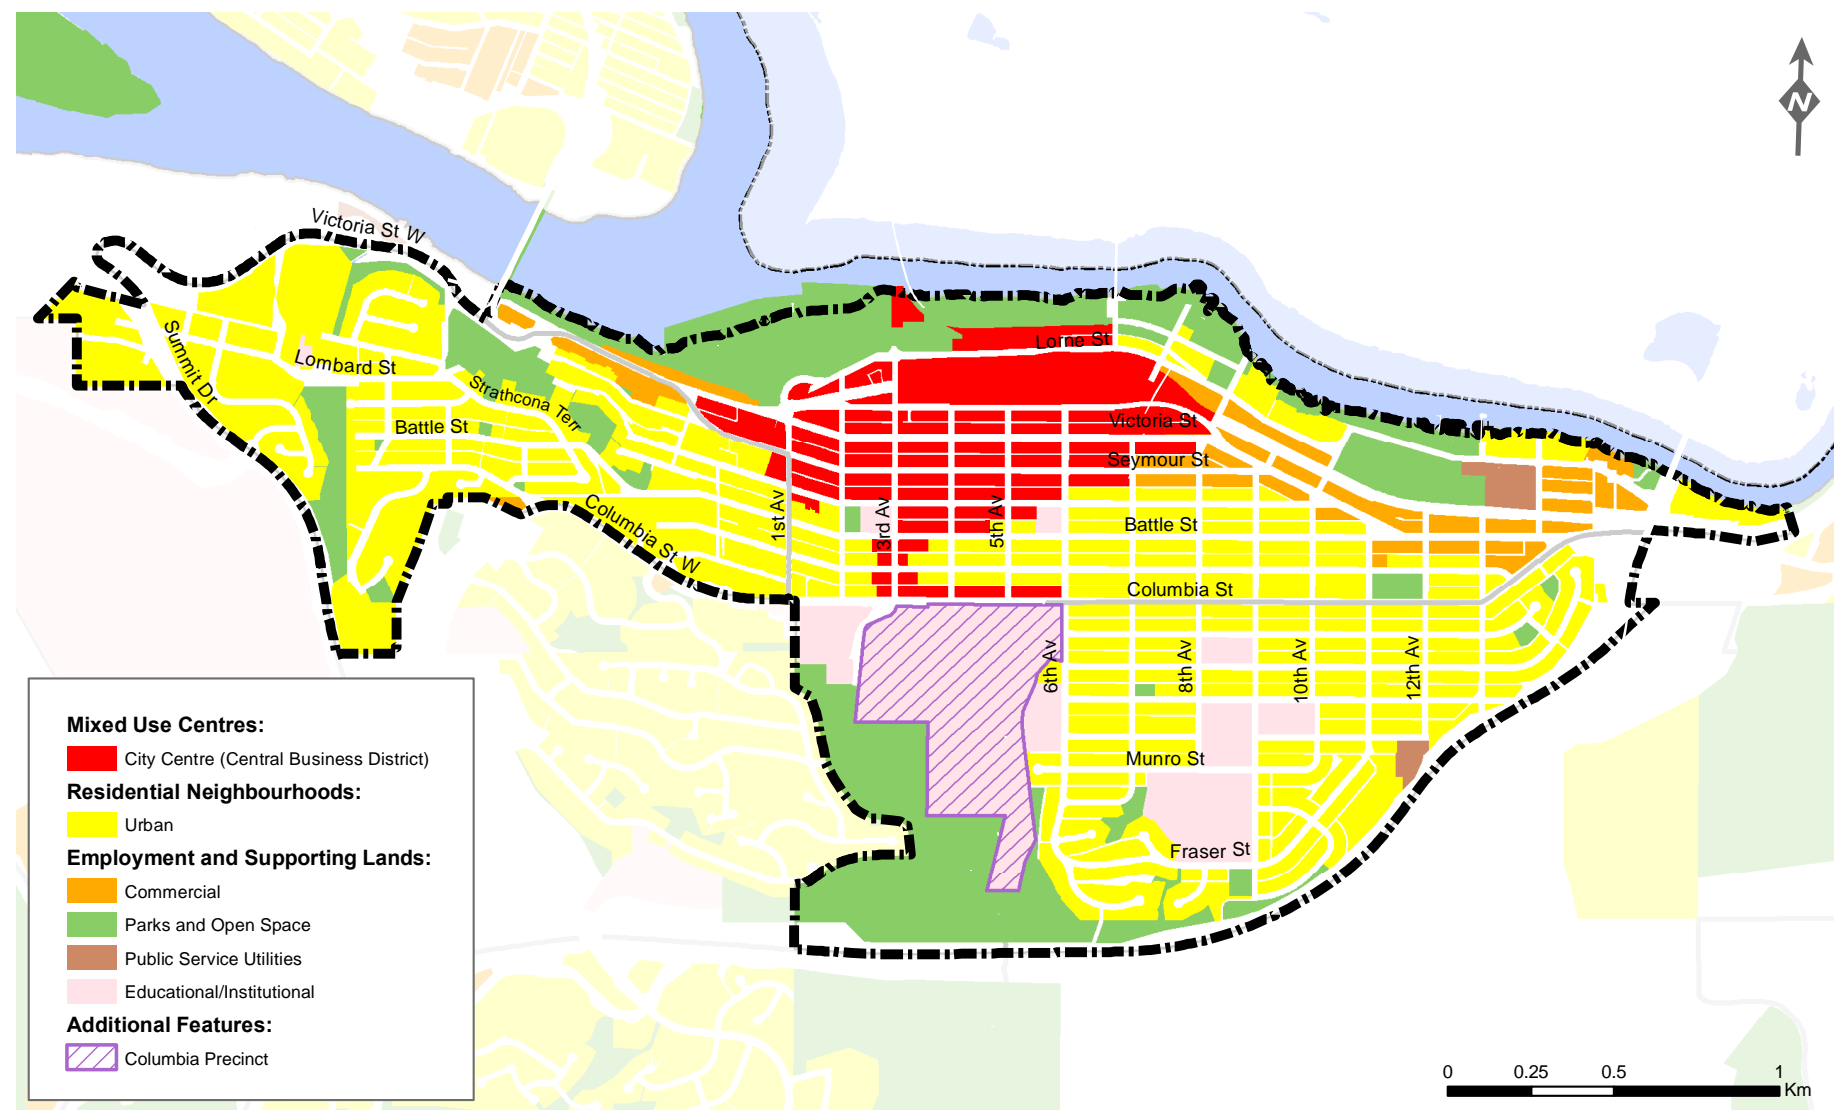 N
Victoria St W
Summit Dr
Lombard St
Strathcona Terr
Battle St
Columbia St W
Lorne St
Victoria St
Seymour St
1st Av
3rd Av
5th Av
Battle St
Columbia St
6th Av
8th Av
10th Av
12th Av
Munro St
Fraser St
Mixed Use Centres:
City Centre (Central Business District)
Residential Neighbourhoods:
Urban
Employment and Supporting Lands:
Commercial
Parks and Open Space
Public Service Utilities
Educational/Institutional
Additional Features:
Columbia Precinct
0 0.25 0.5 1
Km